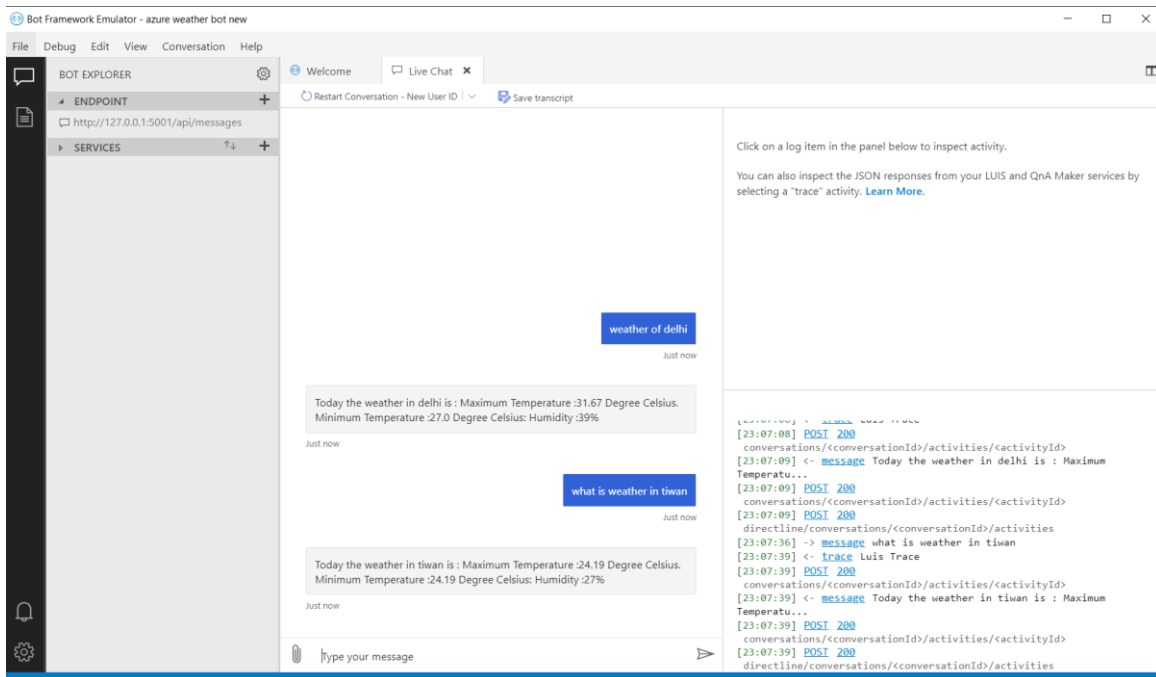 Bot Framework Emulator - azure weather bot new
File Debug Edit View Conversation Help
BOT EXPLORER
ENDPOINT
http://127.0.0.1:5001/api/messages
SERVICES
Welcome
Live Chat
Restart Conversation - New User ID
Save transcript
weather of delhi
Just now
Today the weather in delhi is : Maximum Temperature :31.67 Degree Celsius.
Minimum Temperature :27.0 Degree Celsius: Humidity :39%
Just now
what is weather in tiwan
Just now
Today the weather in tiwan is : Maximum Temperature :24.19 Degree Celsius.
Minimum Temperature :24.19 Degree Celsius: Humidity :27%
Just now
Type your message
Click on a log item in the panel below to inspect activity.
You can also inspect the JSON responses from your LUIS and QnA Maker services by
selecting a "trace" activity. Learn More.
<- trace Luis Trace
[23:07:08] POST 200
conversations/<conversationId>/activities/<activityId>
[23:07:09] <- message Today the weather in delhi is : Maximum
Temperatu...
[23:07:09] POST 200
conversations/<conversationId>/activities/<activityId>
[23:07:09] POST 200
directline/conversations/<conversationId>/activities
[23:07:36] -> message what is weather in tiwan
[23:07:39] <- trace Luis Trace
[23:07:39] POST 200
conversations/<conversationId>/activities/<activityId>
[23:07:39] <- message Today the weather in tiwan is : Maximum
Temperatu...
[23:07:39] POST 200
conversations/<conversationId>/activities/<activityId>
[23:07:39] POST 200
directline/conversations/<conversationId>/activities